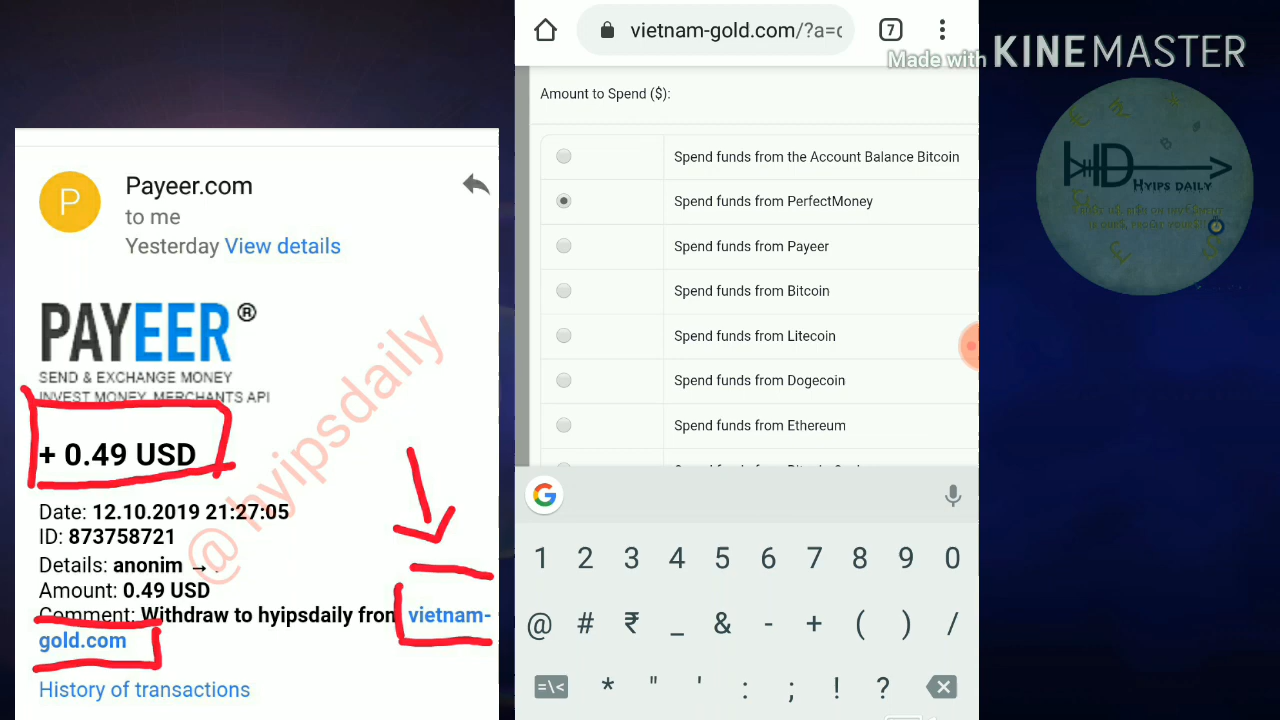 P
Payeer.com
to me
Yesterday View details
PAYEER®
SEND & EXCHANGE MONEY
INVEST MONEY, MERCHANTS API
+ 0.49 USD
Date: 12.10.2019 21:27:05
ID: 873758721
Details: anonim →
Amount: 0.49 USD
Comment: Withdraw to hyipsdaily from vietnam-
gold.com
History of transactions
@ hyipsdaily
vietnam-gold.com/?a=
7
Amount to Spend ($):
Spend funds from the Account Balance Bitcoin
Spend funds from PerfectMoney
Spend funds from Payeer
Spend funds from Bitcoin
Spend funds from Litecoin
Spend funds from Dogecoin
Spend funds from Ethereum
G
1 2 3 4 5 6 7 8 9 0
@ # ₹ _ & - + ( ) /
=\< * " ' : ; ! ?
Made with KINEMASTER
HD
HYIPS DAILY